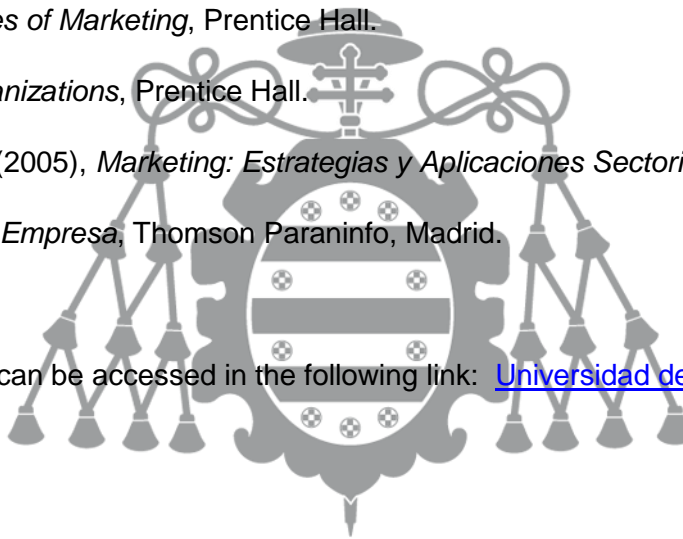 es of Marketing, Prentice Hall.
anizations, Prentice Hall.
(2005), Marketing: Estrategias y Aplicaciones Sectori
Empresa, Thomson Paraninfo, Madrid.
can be accessed in the following link: Universidad de